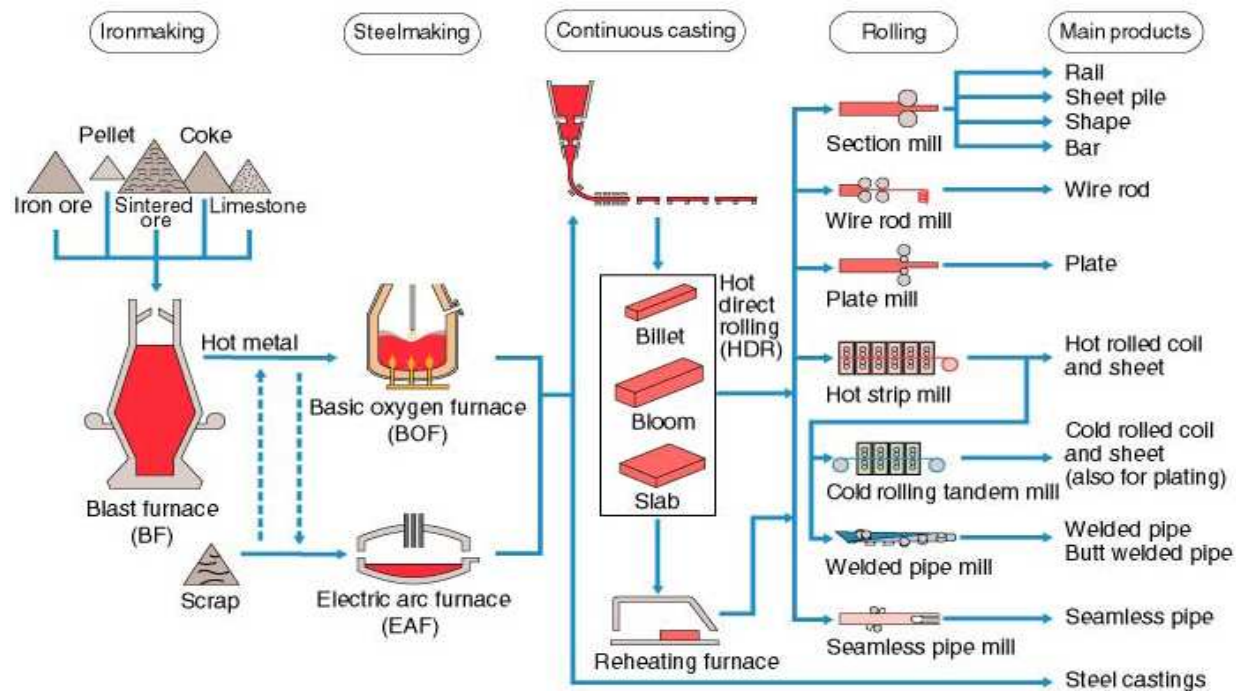 Ironmaking
Steelmaking
Continuous casting
Rolling
Main products
Pellet
Coke
Iron ore
Sintered
ore
Limestone
Hot metal
Blast furnace
(BF)
Scrap
Basic oxygen furnace
(BOF)
Electric arc furnace
(EAF)
Hot
direct
rolling
(HDR)
Billet
Bloom
Slab
Reheating furnace
Section mill
Rail
Sheet pile
Shape
Bar
Wire rod mill
Wire rod
Plate mill
Plate
Hot strip mill
Hot rolled coil
and sheet
Cold rolling tandem mill
Cold rolled coil
and sheet
(also for plating)
Welded pipe mill
Welded pipe
Butt welded pipe
Seamless pipe mill
Seamless pipe
Steel castings